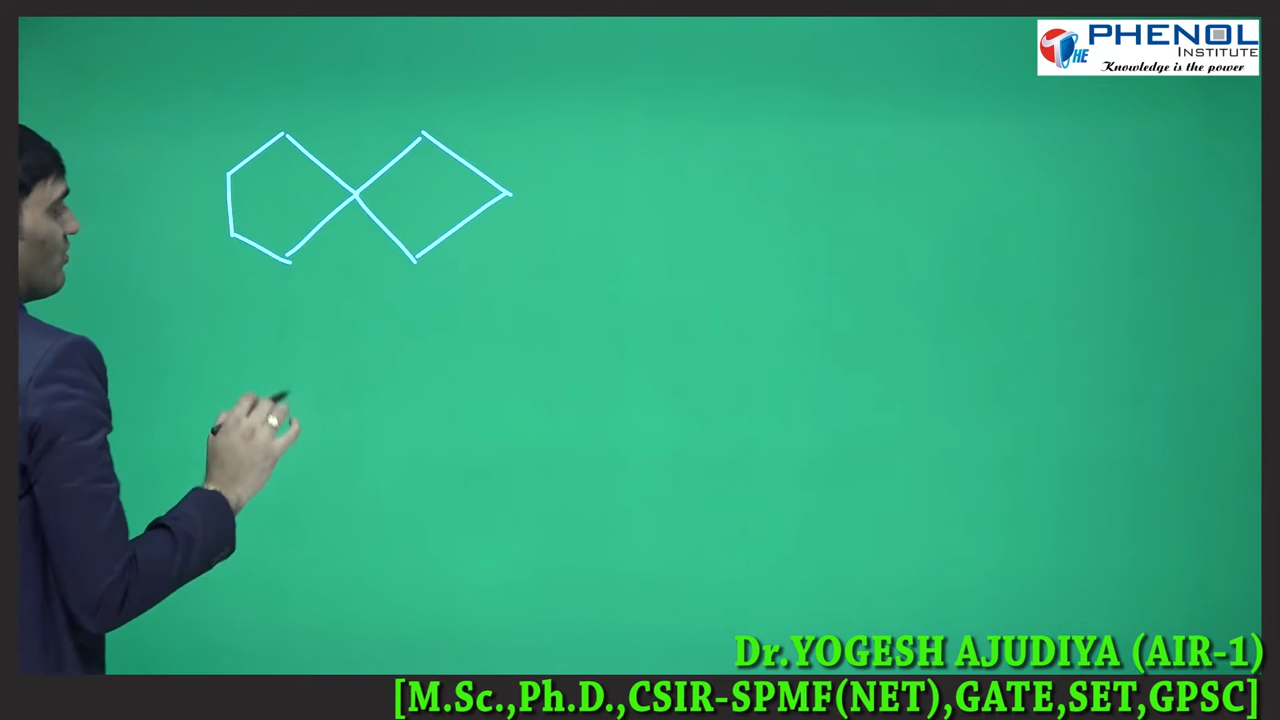 PHENOL
THE
INSTITUTE
Knowledge is the power
Dr.YOGESH AJUDIYA (AIR-1)
[M.Sc.,Ph.D.,CSIR-SPMF(NET),GATE,SET,GPSC]